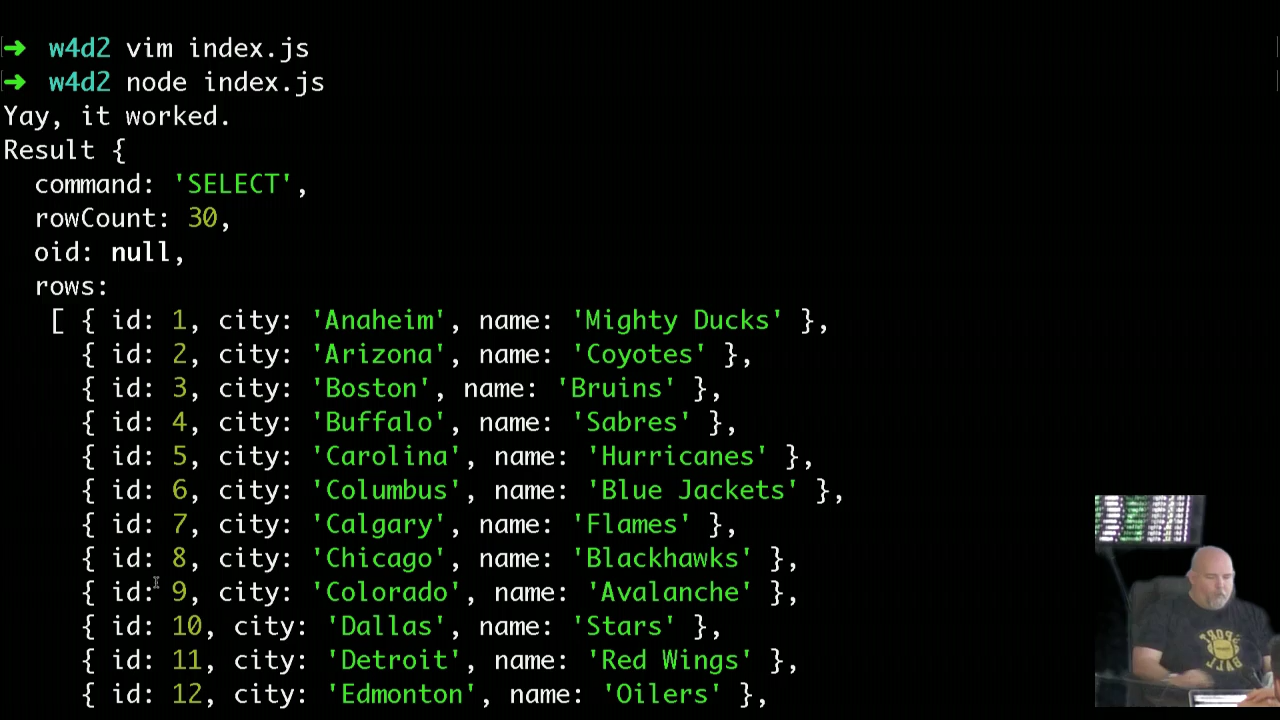 ➜ w4d2 vim index.js
➜ w4d2 node index.js
Yay, it worked.
Result {
  command: 'SELECT',
  rowCount: 30,
  oid: null,
  rows:
   [ { id: 1, city: 'Anaheim', name: 'Mighty Ducks' },
     { id: 2, city: 'Arizona', name: 'Coyotes' },
     { id: 3, city: 'Boston', name: 'Bruins' },
     { id: 4, city: 'Buffalo', name: 'Sabres' },
     { id: 5, city: 'Carolina', name: 'Hurricanes' },
     { id: 6, city: 'Columbus', name: 'Blue Jackets' },
     { id: 7, city: 'Calgary', name: 'Flames' },
     { id: 8, city: 'Chicago', name: 'Blackhawks' },
     { id: 9, city: 'Colorado', name: 'Avalanche' },
     { id: 10, city: 'Dallas', name: 'Stars' },
     { id: 11, city: 'Detroit', name: 'Red Wings' },
     { id: 12, city: 'Edmonton', name: 'Oilers' },
SPORT
BALL